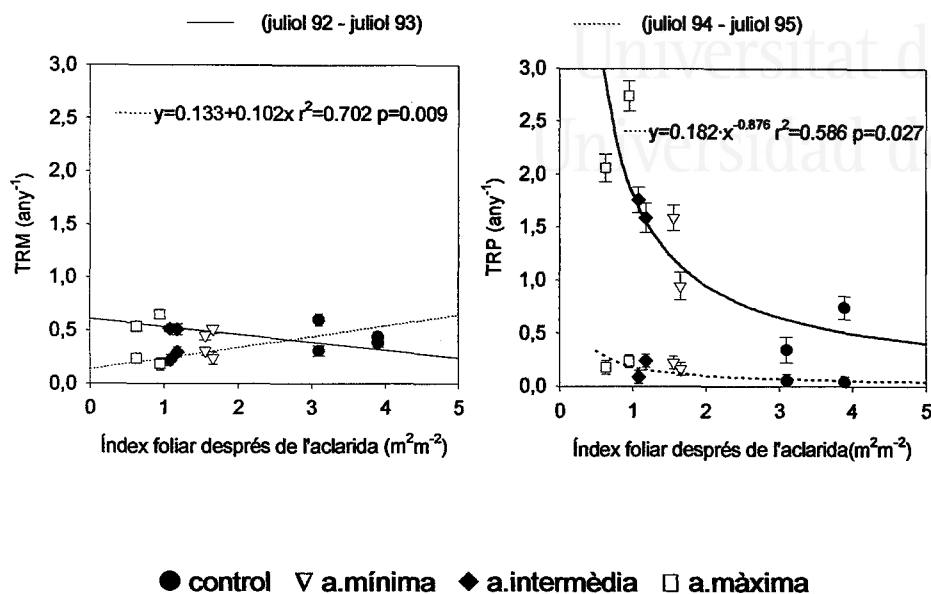 (juliol 92 - juliol 93)
(juliol 94 - juliol 95)
Universitat d
Universidad de
3,0
2,5
2,0
1,5
1,0
0,5
0,0
TRM (any⁻¹)
y=0.133+0.102x r²=0.702 p=0.009
0 1 2 3 4 5
Índex foliar després de l'aclarida (m²m⁻²)
3,0
2,5
2,0
1,5
1,0
0,5
0,0
TRP (any⁻¹)
y=0.182·x⁻⁰·⁸⁷⁶ r²=0.586 p=0.027
0 1 2 3 4 5
Índex foliar després de l'aclarida(m²m⁻²)
control a.mínima a.intermèdia a.màxima